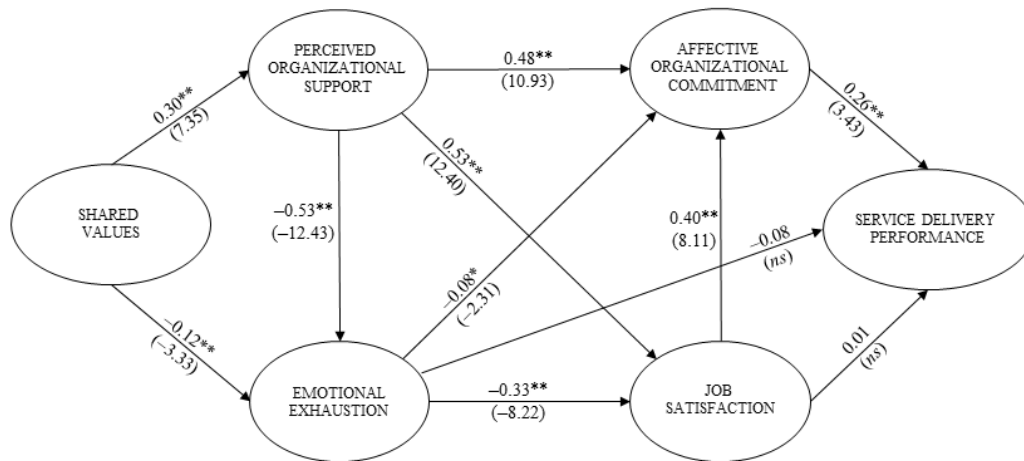 PERCEIVED
ORGANIZATIONAL
SUPPORT
0.48**
(10.93)
AFFECTIVE
ORGANIZATIONAL
COMMITMENT
0.30**
(7.35)
0.26**
(3.43)
0.53**
(12.40)
SHARED
VALUES
–0.53**
(–12.43)
0.40**
(8.11)
–0.08
(ns)
SERVICE DELIVERY
PERFORMANCE
–0.08*
(–2.31)
–0.12**
(–3.33)
0.01
(ns)
EMOTIONAL
EXHAUSTION
–0.33**
(–8.22)
JOB
SATISFACTION